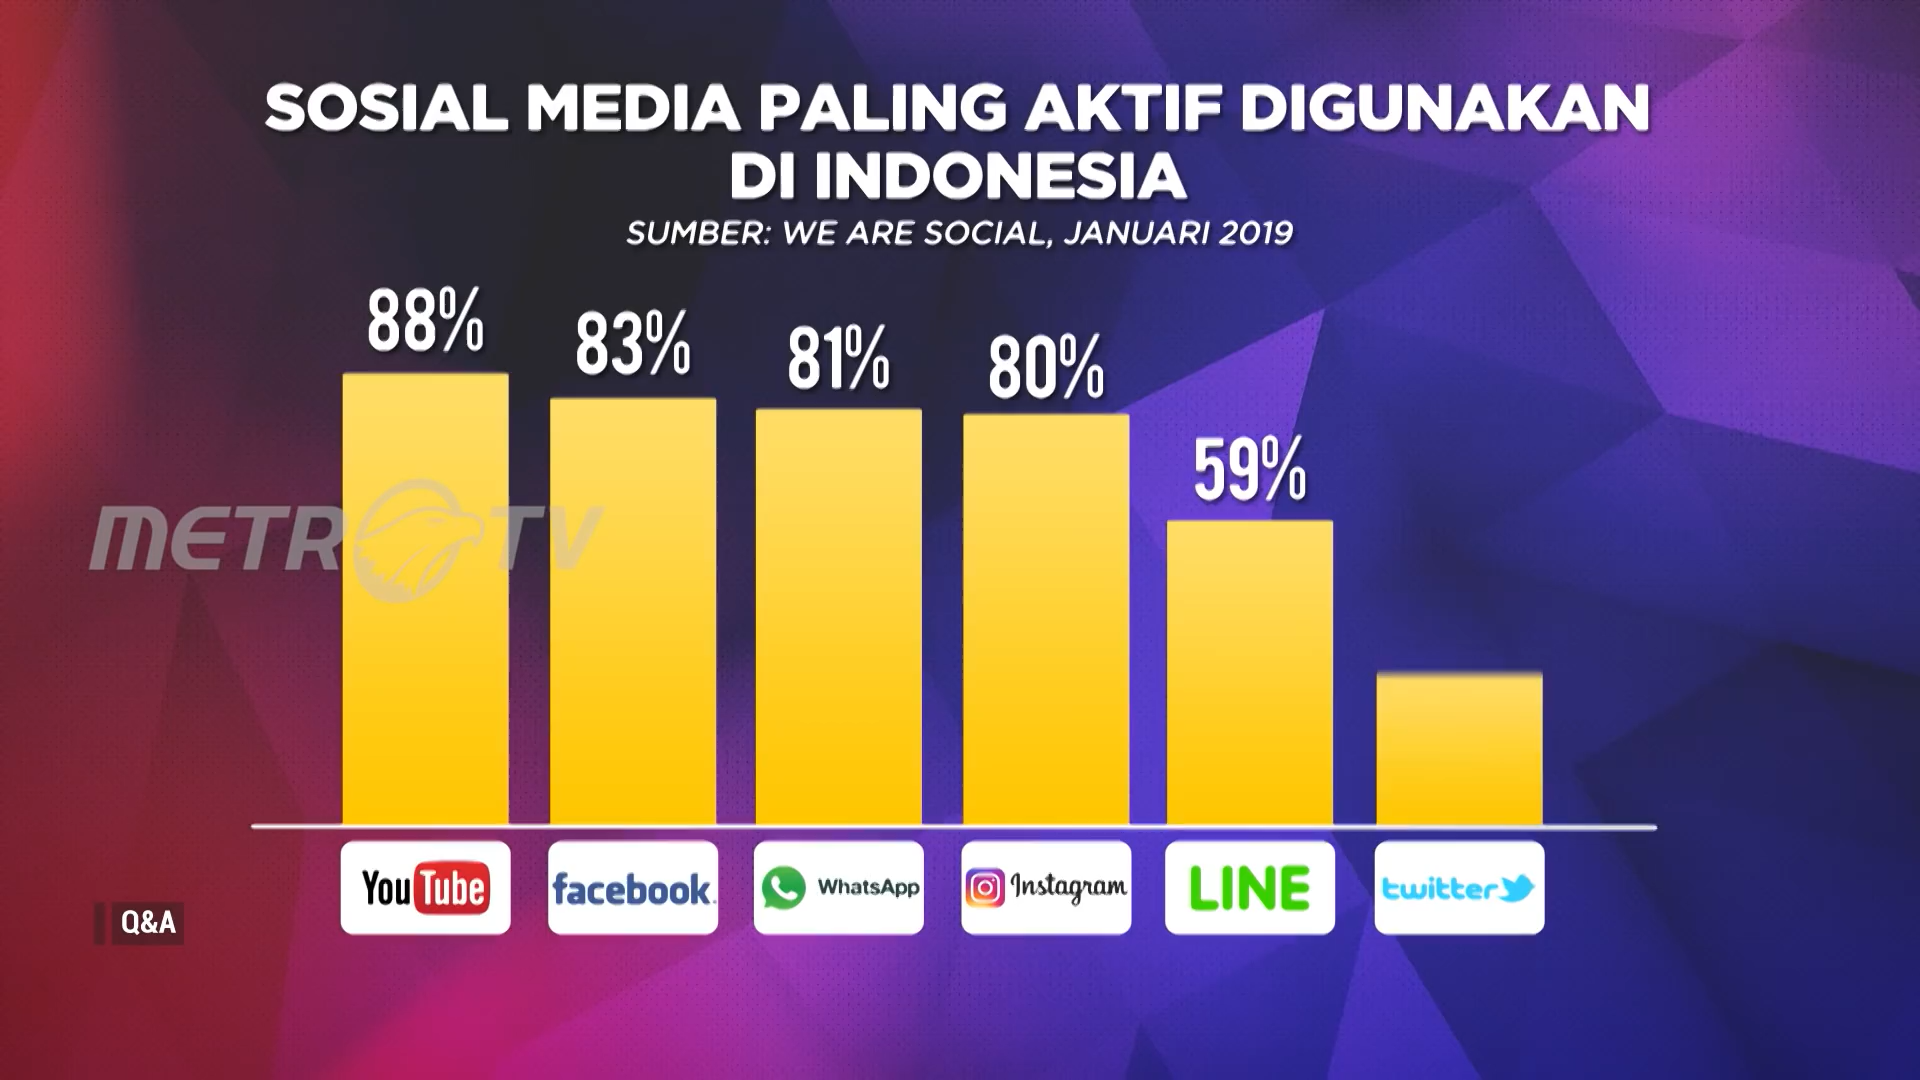 SOSIAL MEDIA PALING AKTIF DIGUNAKAN
DI INDONESIA
SUMBER: WE ARE SOCIAL, JANUARI 2019
88%
83%
81%
80%
59%
METRO TV
YouTube
facebook.
WhatsApp
Instagram
LINE
twitter
Q&A